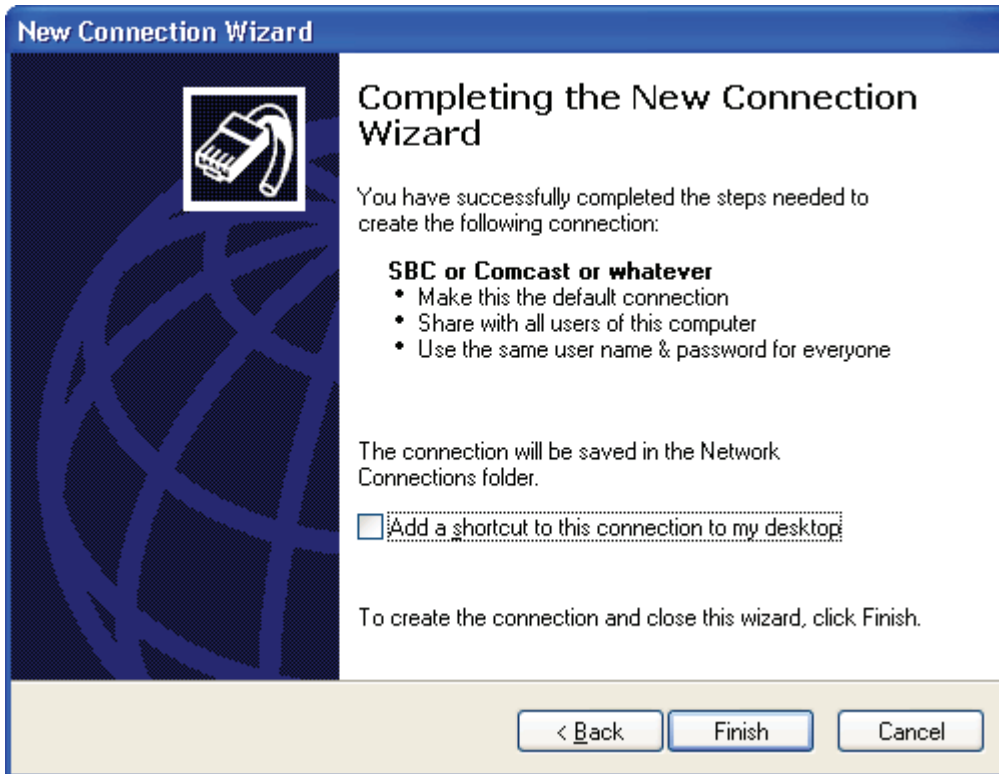 New Connection Wizard
Completing the New Connection
Wizard
You have successfully completed the steps needed to
create the following connection:
SBC or Comcast or whatever
• Make this the default connection
• Share with all users of this computer
• Use the same user name & password for everyone
The connection will be saved in the Network
Connections folder.
Add a shortcut to this connection to my desktop
To create the connection and close this wizard, click Finish.
< Back Finish Cancel